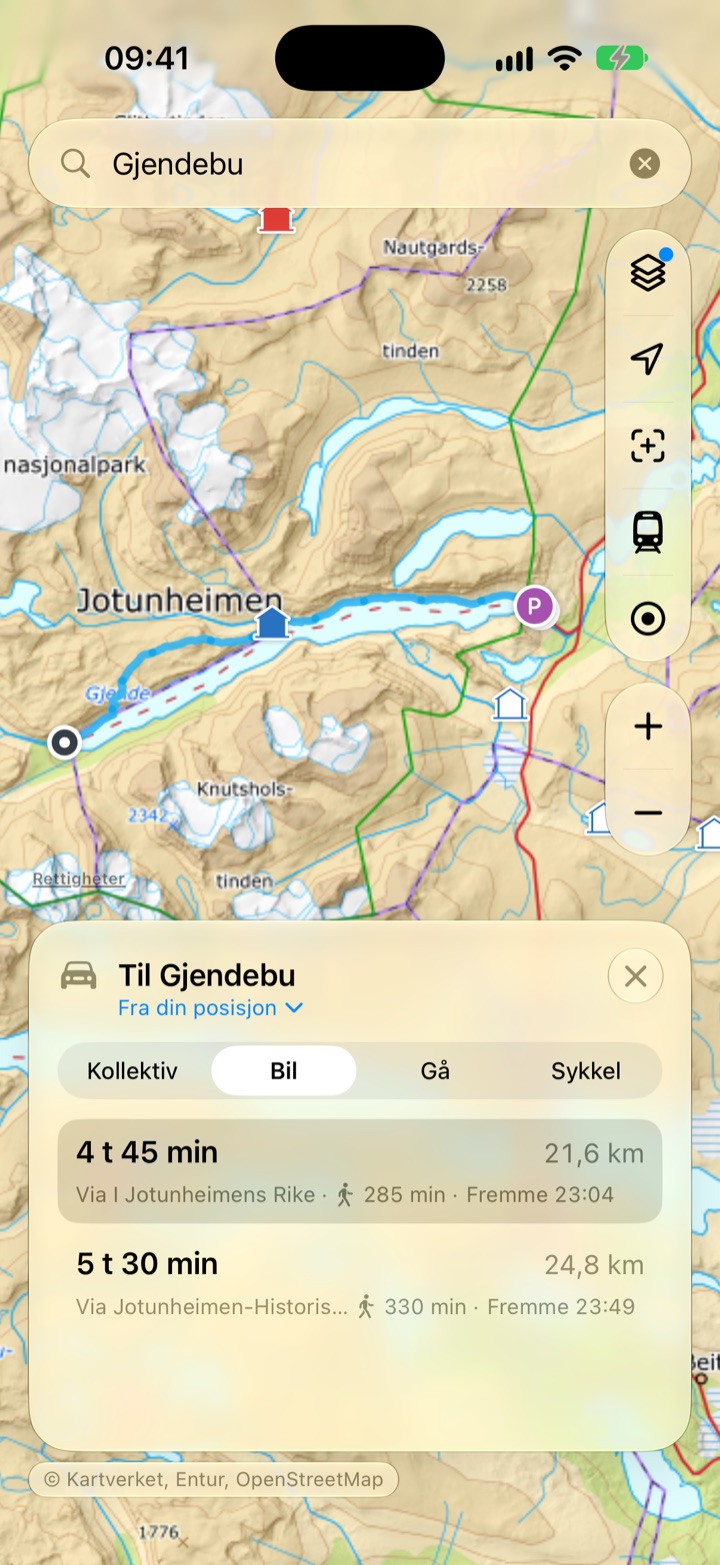 09:41
Gjendebu
Nautgards-
2258
tinden
nasjonalpark
Jotunheimen
P
Gjende
Knutshols-
2342
Rettigheter
tinden
Til Gjendebu
Fra din posisjon
Kollektiv Bil Gå Sykkel
4 t 45 min 21,6 km
Via I Jotunheimens Rike · 285 min · Fremme 23:04
5 t 30 min 24,8 km
Via Jotunheimen-Historis... 330 min · Fremme 23:49
Beit
© Kartverket, Entur, OpenStreetMap
1776